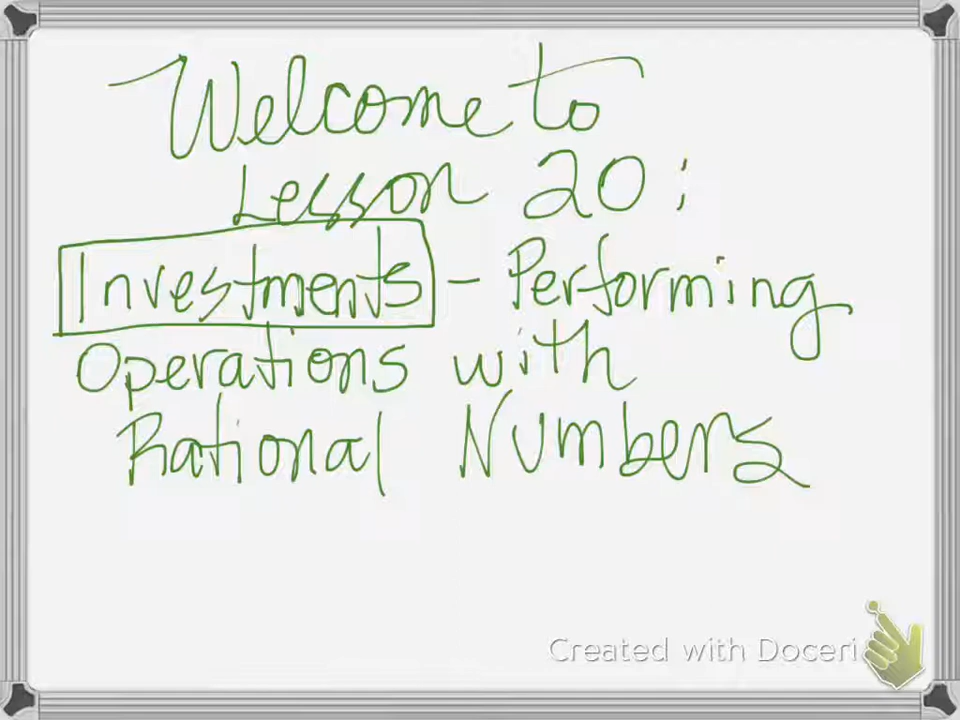 Welcome to
Lesson 20:
Investments - Performing
Operations with
Rational Numbers
Created with Doceri